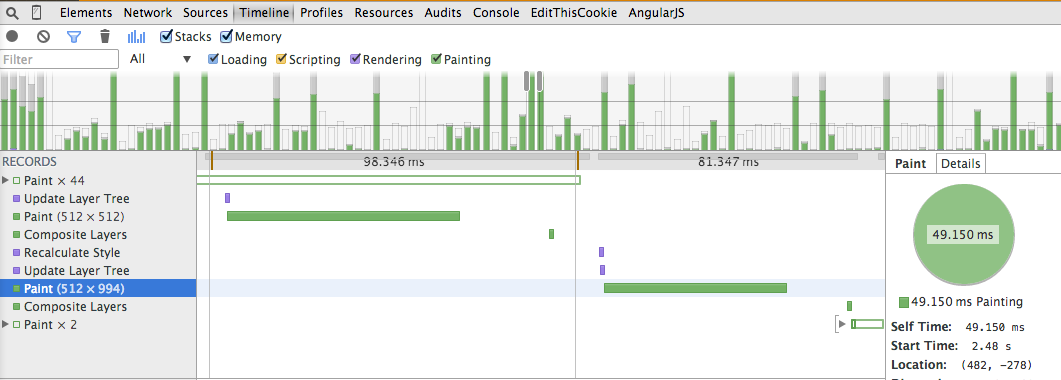 Elements Network Sources Timeline Profiles Resources Audits Console EditThisCookie AngularJS
Stacks Memory
Filter All Loading Scripting Rendering Painting
RECORDS 98.346 ms 81.347 ms Paint Details
Paint × 44
Update Layer Tree
Paint (512 × 512)
Composite Layers
Recalculate Style
Update Layer Tree
Paint (512 × 994)
Composite Layers
Paint × 2
49.150 ms
49.150 ms Painting
Self Time: 49.150 ms
Start Time: 2.48 s
Location: (482, -278)